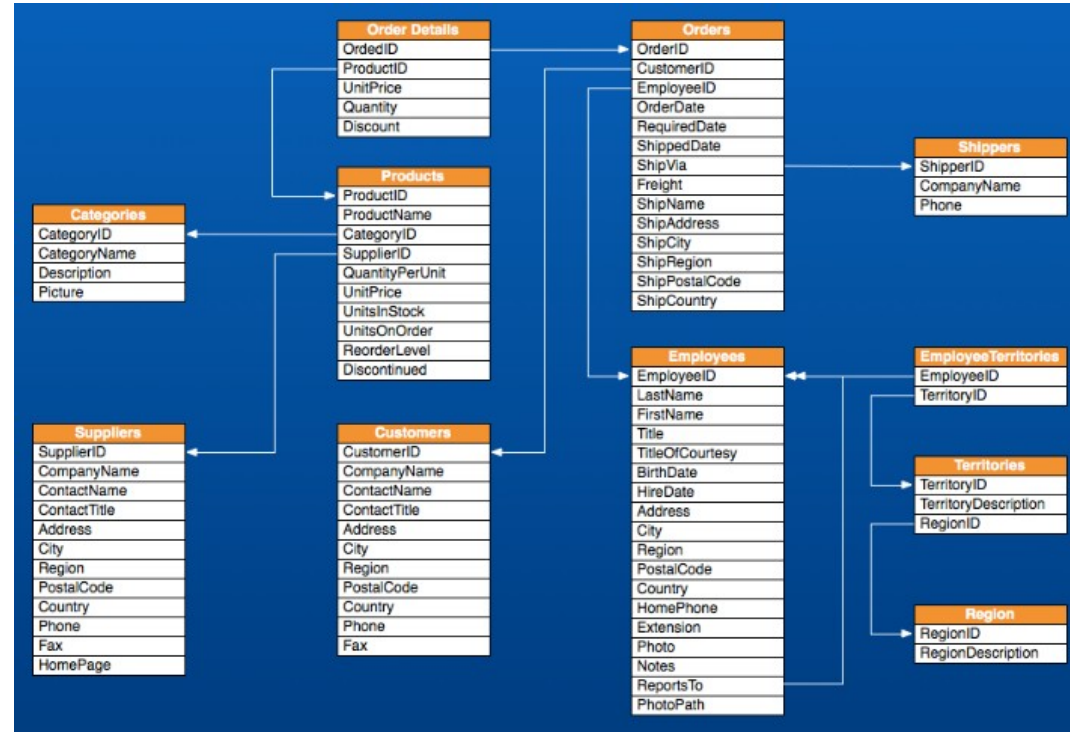 Order Details
OrdedID
ProductID
UnitPrice
Quantity
Discount
Orders
OrderID
CustomerID
EmployeeID
OrderDate
RequiredDate
ShippedDate
ShipVia
Freight
ShipName
ShipAddress
ShipCity
ShipRegion
ShipPostalCode
ShipCountry
Shippers
ShipperID
CompanyName
Phone
Products
ProductID
ProductName
CategoryID
SupplierID
QuantityPerUnit
UnitPrice
UnitsInStock
UnitsOnOrder
ReorderLevel
Discontinued
Categories
CategoryID
CategoryName
Description
Picture
Employees
EmployeeID
LastName
FirstName
Title
TitleOfCourtesy
BirthDate
HireDate
Address
City
Region
PostalCode
Country
HomePhone
Extension
Photo
Notes
ReportsTo
PhotoPath
EmployeeTerritories
EmployeeID
TerritoryID
Suppliers
SupplierID
CompanyName
ContactName
ContactTitle
Address
City
Region
PostalCode
Country
Phone
Fax
HomePage
Customers
CustomerID
CompanyName
ContactName
ContactTitle
Address
City
Region
PostalCode
Country
Phone
Fax
Territories
TerritoryID
TerritoryDescription
RegionID
Region
RegionID
RegionDescription